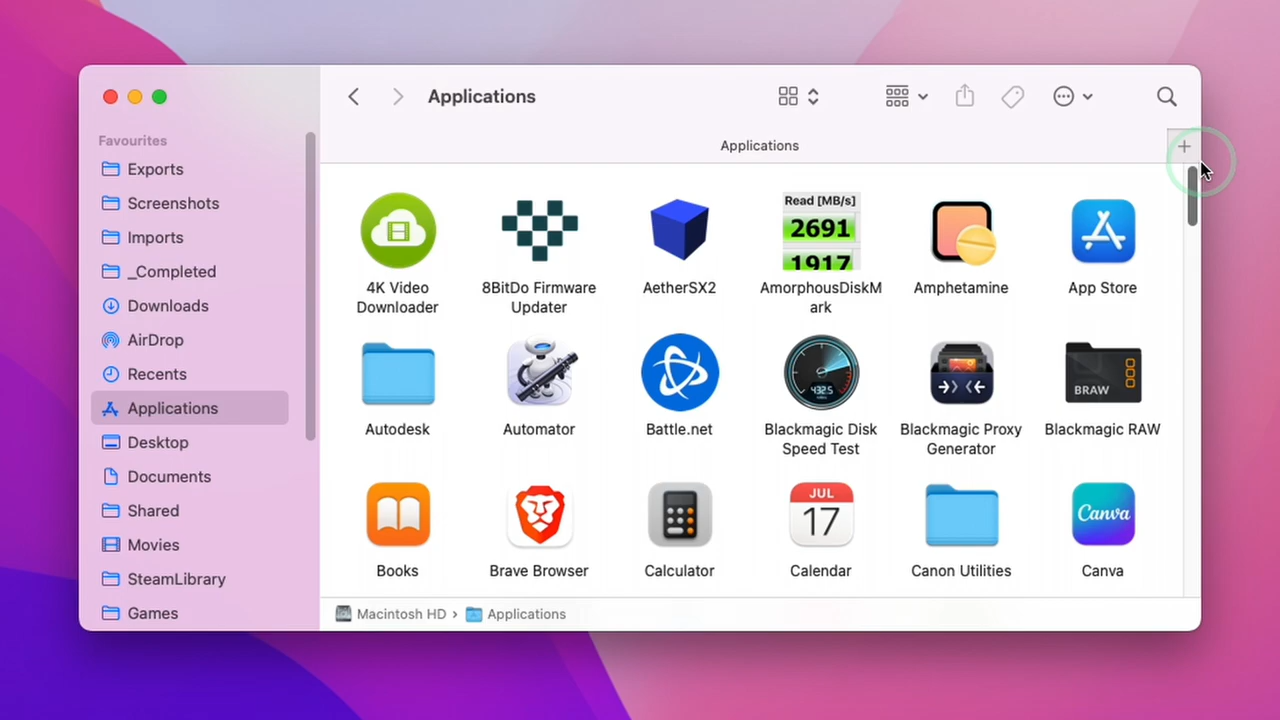 Applications
Favourites
Exports
Screenshots
Imports
_Completed
Downloads
AirDrop
Recents
Applications
Desktop
Documents
Shared
Movies
SteamLibrary
Games
Applications
Read [MB/s]
2691
1917
4K Video
Downloader
8BitDo Firmware
Updater
AetherSX2
AmorphousDiskM
ark
Amphetamine
App Store
432.5
BRAW
Autodesk
Automator
Battle.net
Blackmagic Disk
Speed Test
Blackmagic Proxy
Generator
Blackmagic RAW
JUL
17
Canva
Books
Brave Browser
Calculator
Calendar
Canon Utilities
Canva
Macintosh HD › Applications